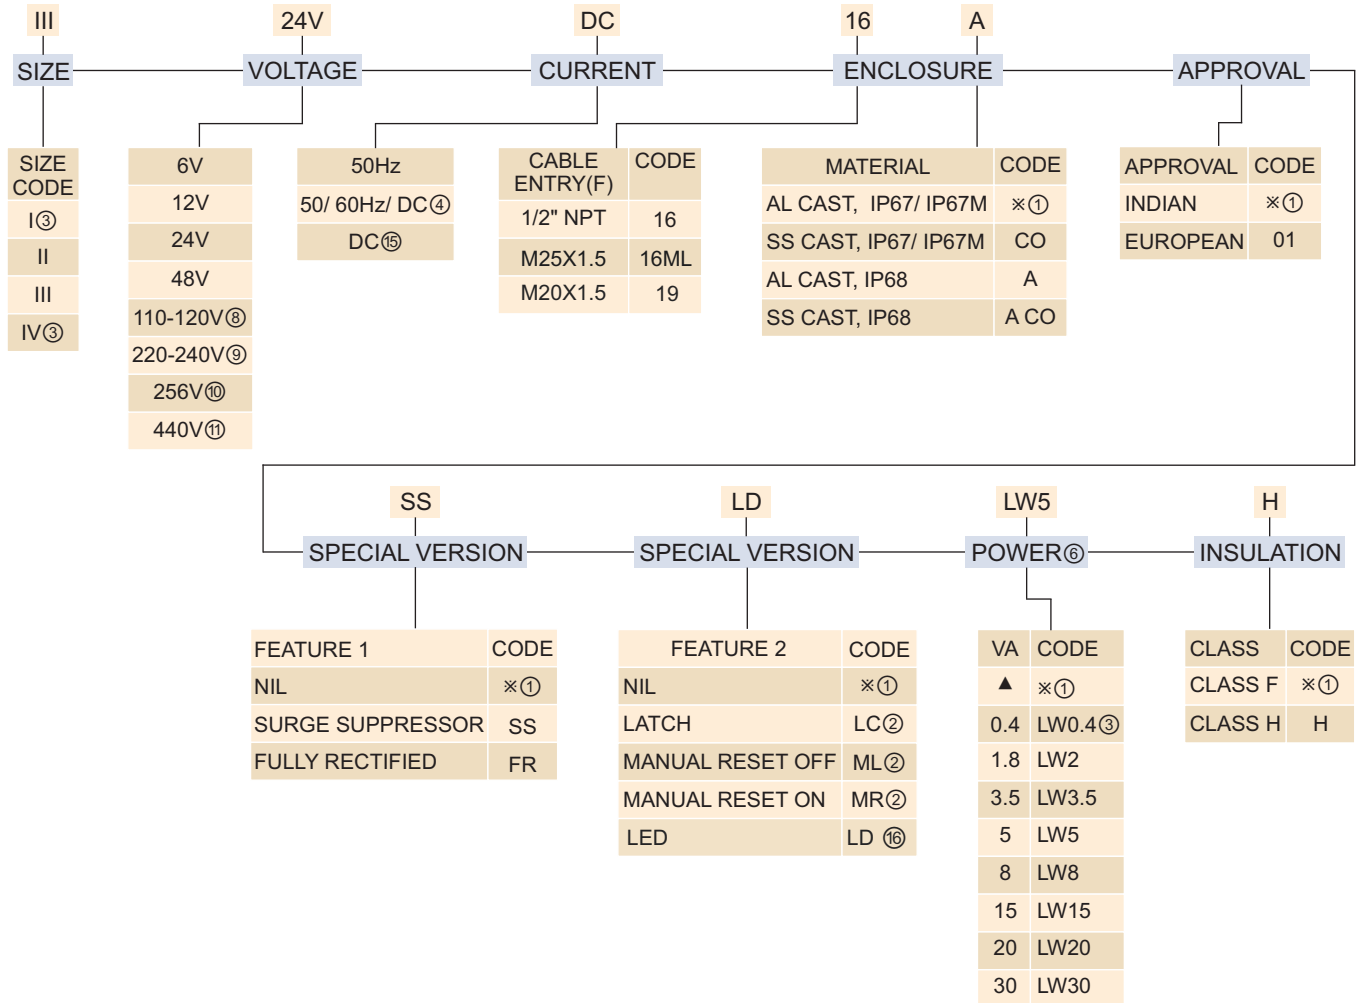 III 24V DC 16 A
SIZE VOLTAGE CURRENT ENCLOSURE APPROVAL
SIZE
CODE
I③
II
III
IV③
6V
12V
24V
48V
110-120V⑧
220-240V⑨
256V⑩
440V⑪
50Hz
50/ 60Hz/ DC④
DC⑮
CABLE
ENTRY(F) CODE
1/2" NPT 16
M25X1.5 16ML
M20X1.5 19
MATERIAL CODE
AL CAST, IP67/ IP67M ※①
SS CAST, IP67/ IP67M CO
AL CAST, IP68 A
SS CAST, IP68 A CO
APPROVAL CODE
INDIAN ※①
EUROPEAN 01
SS LD LW5 H
SPECIAL VERSION SPECIAL VERSION POWER⑥ INSULATION
FEATURE 1 CODE
NIL ※①
SURGE SUPPRESSOR SS
FULLY RECTIFIED FR
FEATURE 2 CODE
NIL ※①
LATCH LC②
MANUAL RESET OFF ML②
MANUAL RESET ON MR②
LED LD ⑯
VA CODE
▲ ※①
0.4 LW0.4③
1.8 LW2
3.5 LW3.5
5 LW5
8 LW8
15 LW15
20 LW20
30 LW30
CLASS CODE
CLASS F ※①
CLASS H H